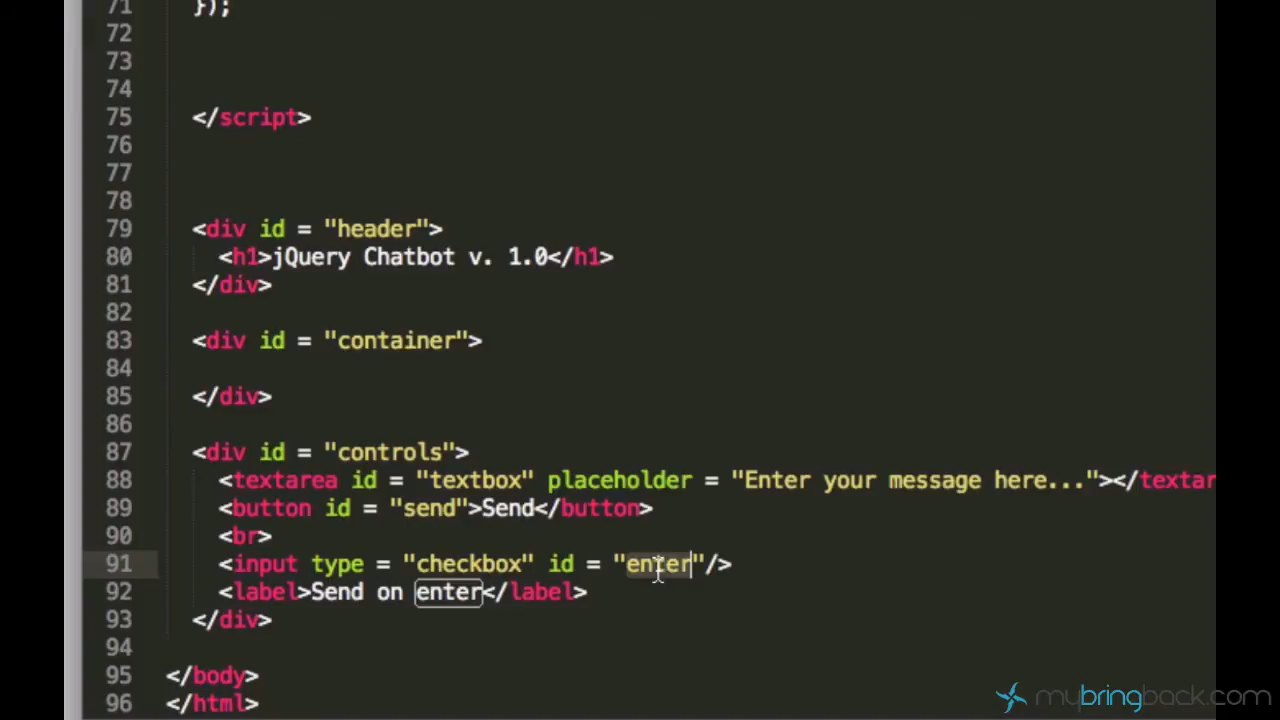 71 });
72
73
74
75 </script>
76
77
78
79 <div id = "header">
80 <h1>jQuery Chatbot v. 1.0</h1>
81 </div>
82
83 <div id = "container">
84
85 </div>
86
87 <div id = "controls">
88 <textarea id = "textbox" placeholder = "Enter your message here..."></textar
89 <button id = "send">Send</button>
90 <br>
91 <input type = "checkbox" id = "enter"/>
92 <label>Send on enter</label>
93 </div>
94
95 </body>
96 </html>
mybringback.com